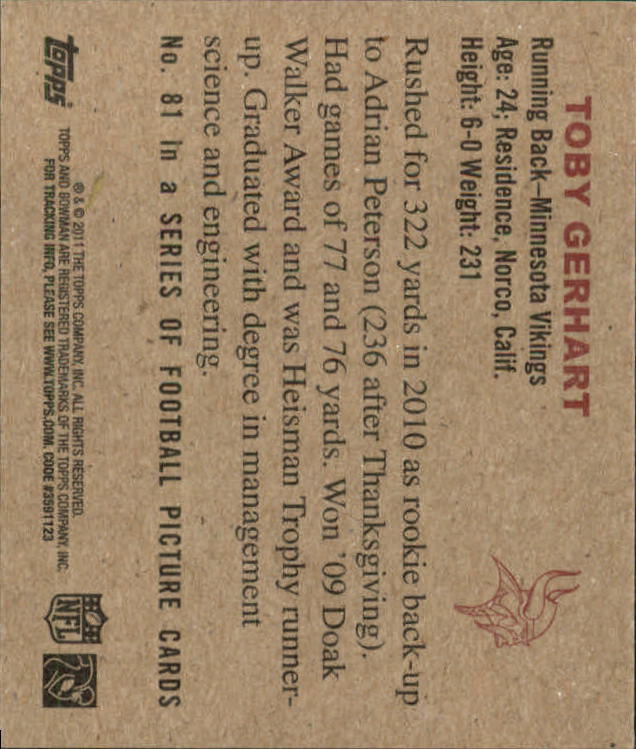 TOBY GERHART
Running Back–Minnesota Vikings
Age: 24; Residence, Norco, Calif.
Height: 6-0 Weight: 231
Rushed for 322 yards in 2010 as rookie back-up
to Adrian Peterson (236 after Thanksgiving).
Had games of 77 and 76 yards. Won ’09 Doak
Walker Award and was Heisman Trophy runner-
up. Graduated with degree in management
science and engineering.
No. 81 in a SERIES OF FOOTBALL PICTURE CARDS
topps
® & © 2011 THE TOPPS COMPANY, INC. ALL RIGHTS RESERVED.
TOPPS AND BOWMAN ARE REGISTERED TRADEMARKS OF THE TOPPS COMPANY, INC.
FOR TRACKING INFO, PLEASE SEE WWW.TOPPS.COM. CODE #3591123
NFL